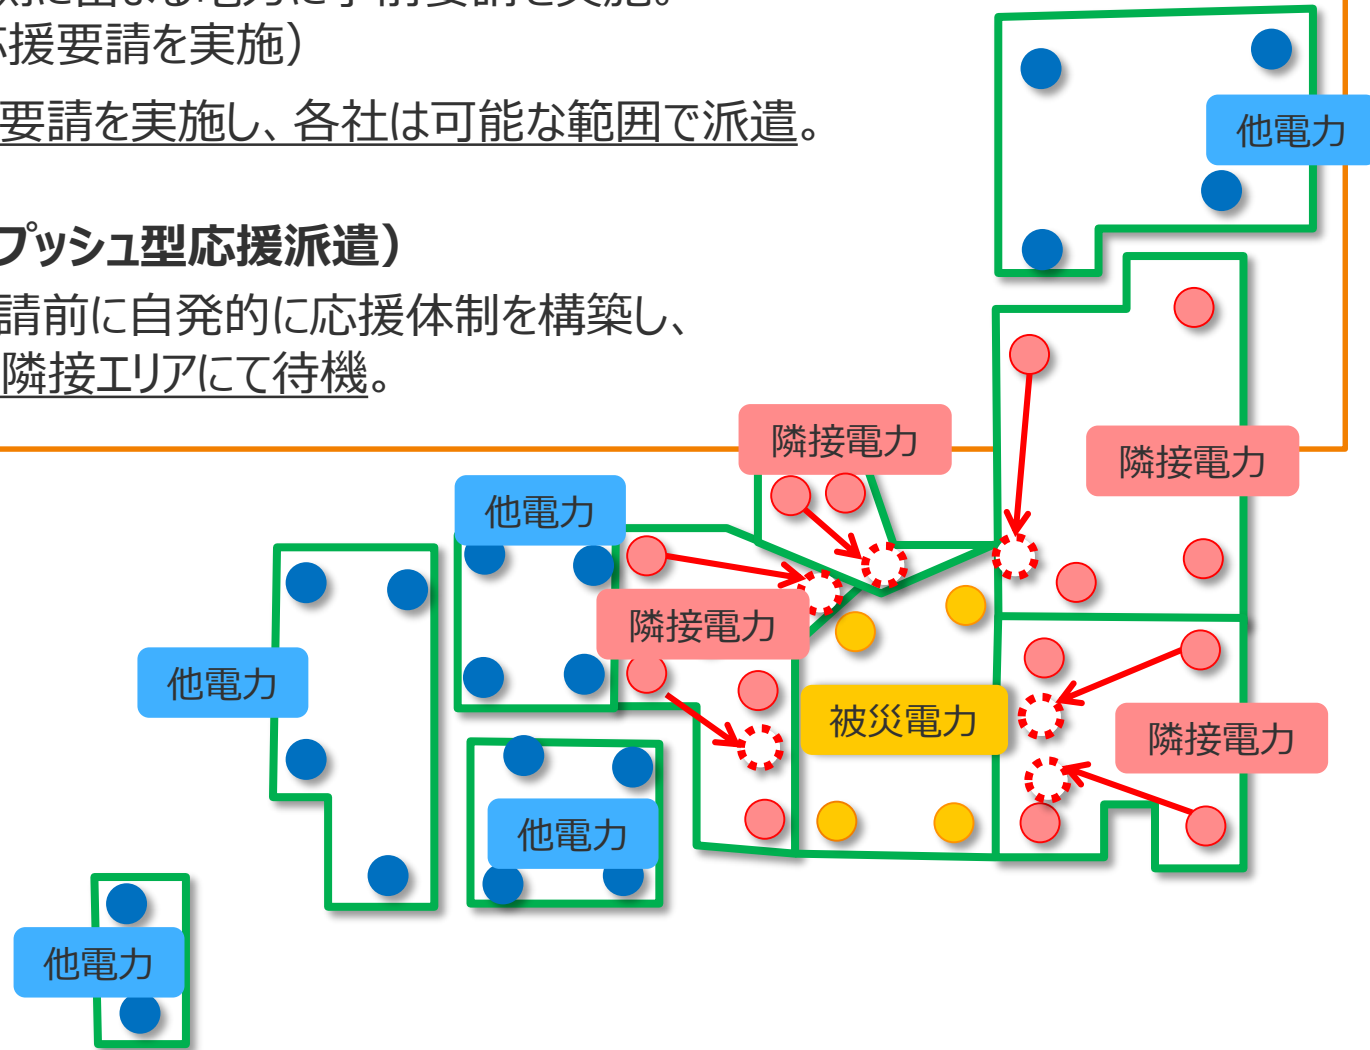 応援要請を実施）
要請を実施し、各社は可能な範囲で派遣。
プッシュ型応援派遣）
請前に自発的に応援体制を構築し、
隣接エリアにて待機。
他電力
隣接電力
隣接電力
他電力
隣接電力
他電力
被災電力
隣接電力
他電力
他電力